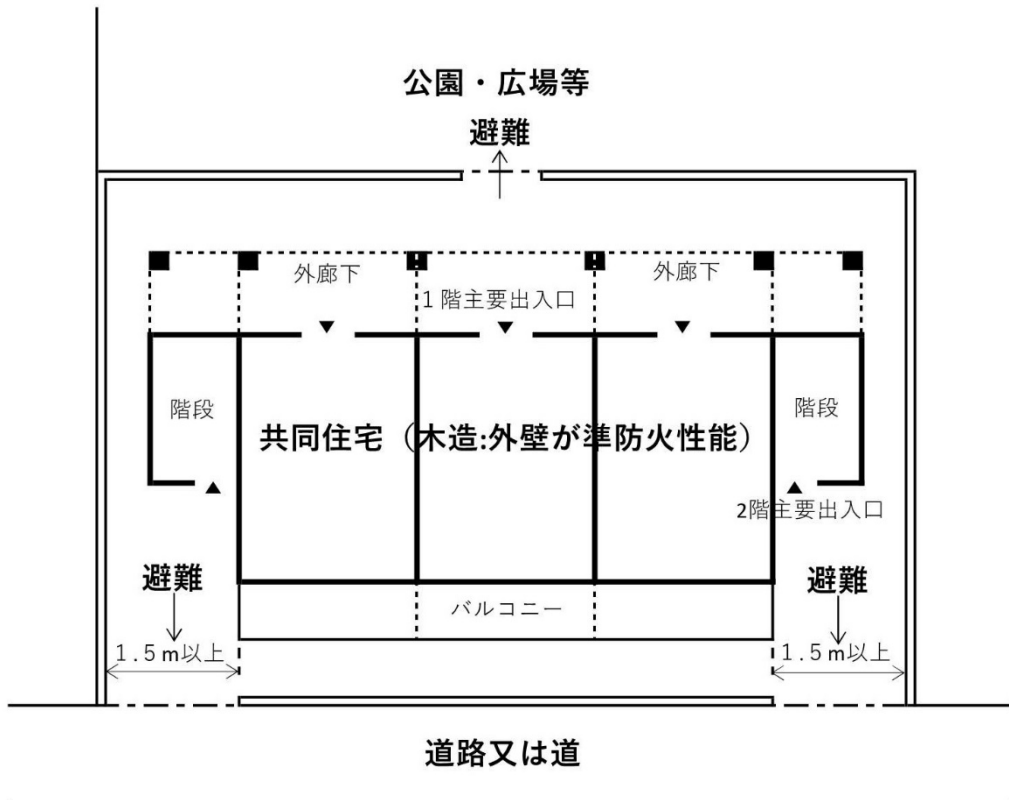 公園・広場等
避難
外廊下
外廊下
１階主要出入口
階段
階段
共同住宅（木造:外壁が準防火性能）
2階主要出入口
避難
避難
バルコニー
1.5m以上
1.5m以上
道路又は道